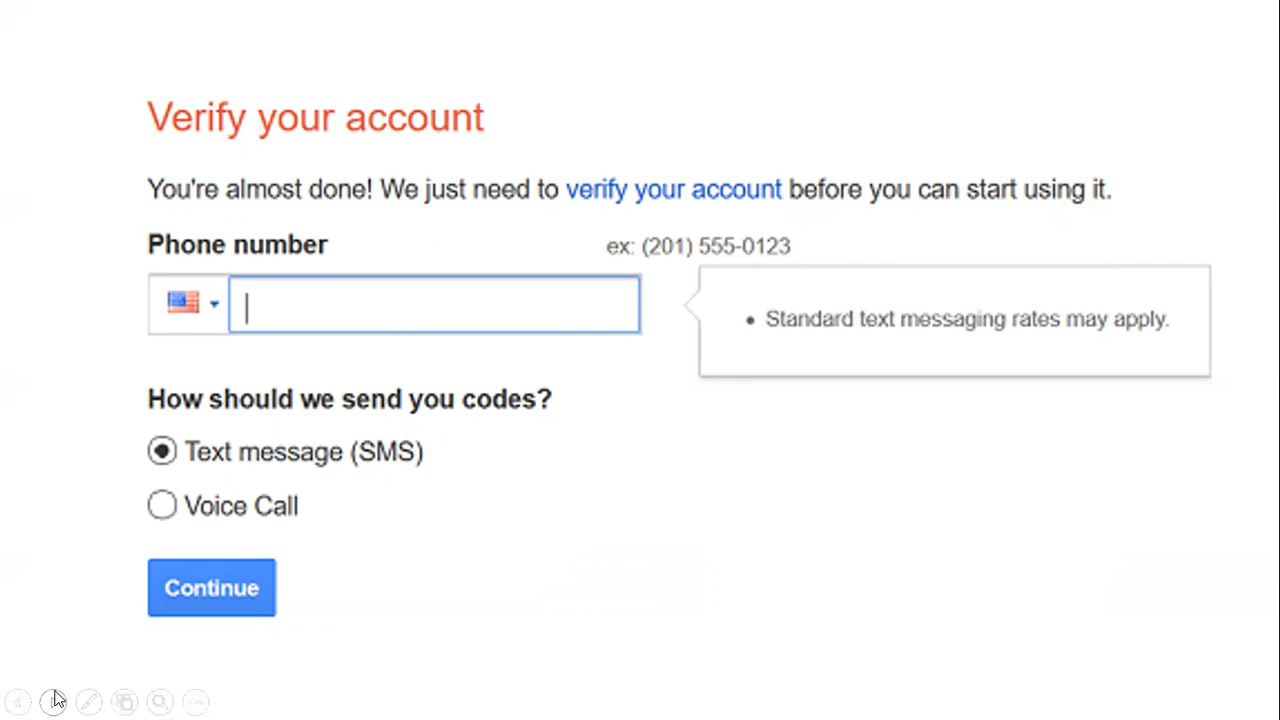 Verify your account
You're almost done! We just need to verify your account before you can start using it.
Phone number
ex: (201) 555-0123
• Standard text messaging rates may apply.
How should we send you codes?
Text message (SMS)
Voice Call
Continue